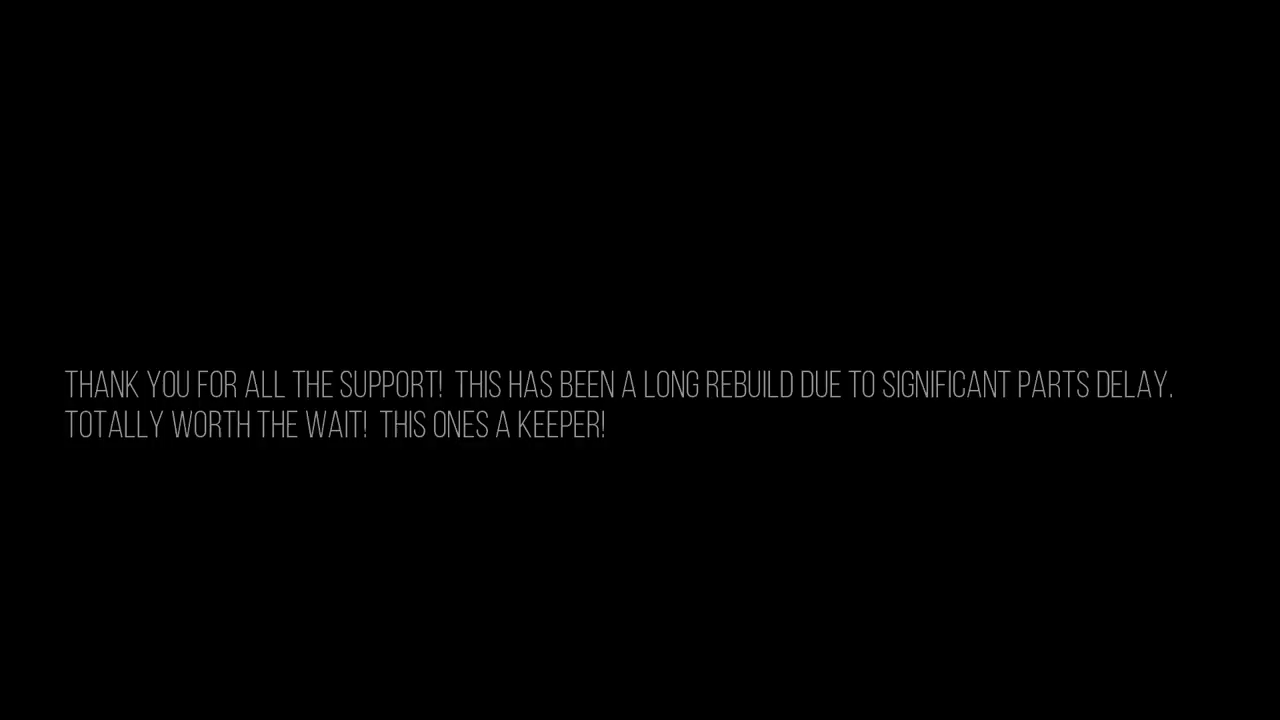 THANK YOU FOR ALL THE SUPPORT! THIS HAS BEEN A LONG REBUILD DUE TO SIGNIFICANT PARTS DELAY.
TOTALLY WORTH THE WAIT! THIS ONES A KEEPER!